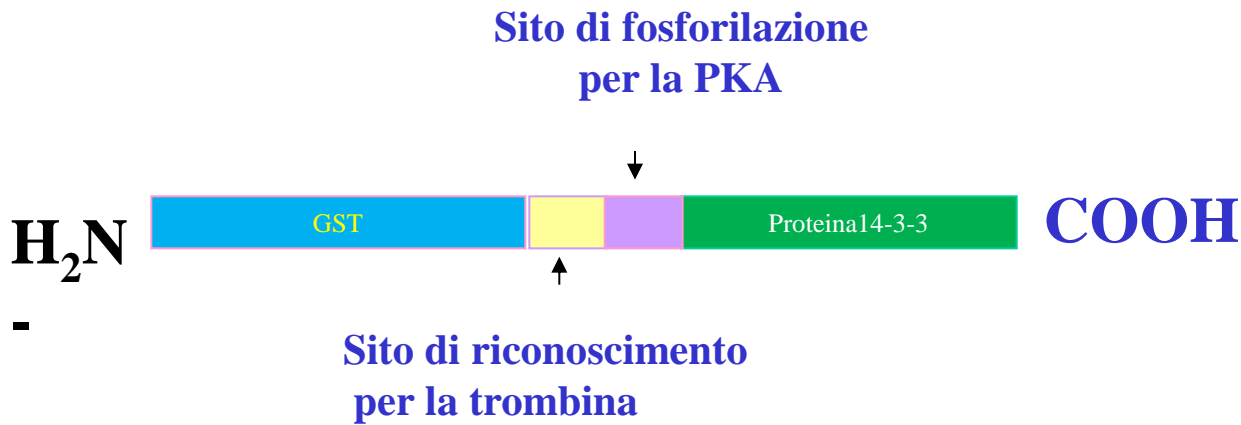 Sito di fosforilazione
per la PKA
H₂N
-
GST
Proteina14-3-3
COOH
Sito di riconoscimento
per la trombina